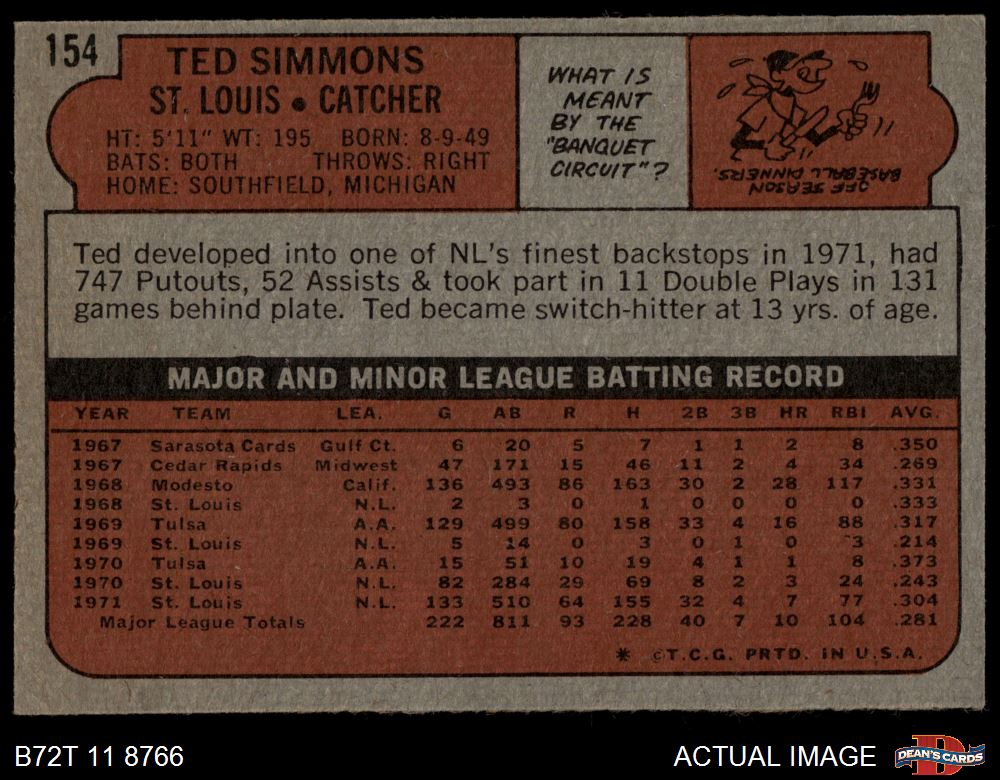 154
TED SIMMONS
ST. LOUIS • CATCHER
HT: 5'11" WT: 195 BORN: 8-9-49
BATS: BOTH THROWS: RIGHT
HOME: SOUTHFIELD, MICHIGAN
WHAT IS
MEANT
BY THE
"BANQUET
CIRCUIT"?
OFF SEASON
BASEBALL DINNERS.
Ted developed into one of NL's finest backstops in 1971, had
747 Putouts, 52 Assists & took part in 11 Double Plays in 131
games behind plate. Ted became switch-hitter at 13 yrs. of age.
MAJOR AND MINOR LEAGUE BATTING RECORD
YEAR TEAM LEA. G AB R H 2B 3B HR RBI AVG.
1967 Sarasota Cards Gulf Ct. 6 20 5 7 1 1 2 8 .350
1967 Cedar Rapids Midwest 47 171 15 46 11 2 4 34 .269
1968 Modesto Calif. 136 493 86 163 30 2 28 117 .331
1968 St. Louis N.L. 2 3 0 1 0 0 0 0 .333
1969 Tulsa A.A. 129 499 80 158 33 4 16 88 .317
1969 St. Louis N.L. 5 14 0 3 0 1 0 3 .214
1970 Tulsa A.A. 15 51 10 19 4 1 1 8 .373
1970 St. Louis N.L. 82 284 29 69 8 2 3 24 .243
1971 St. Louis N.L. 133 510 64 155 32 4 7 77 .304
Major League Totals 222 811 93 228 40 7 10 104 .281
* ©T.C.G. PRTD. IN U.S.A.
B72T 11 8766
ACTUAL IMAGE
D
DEAN'S CARDS